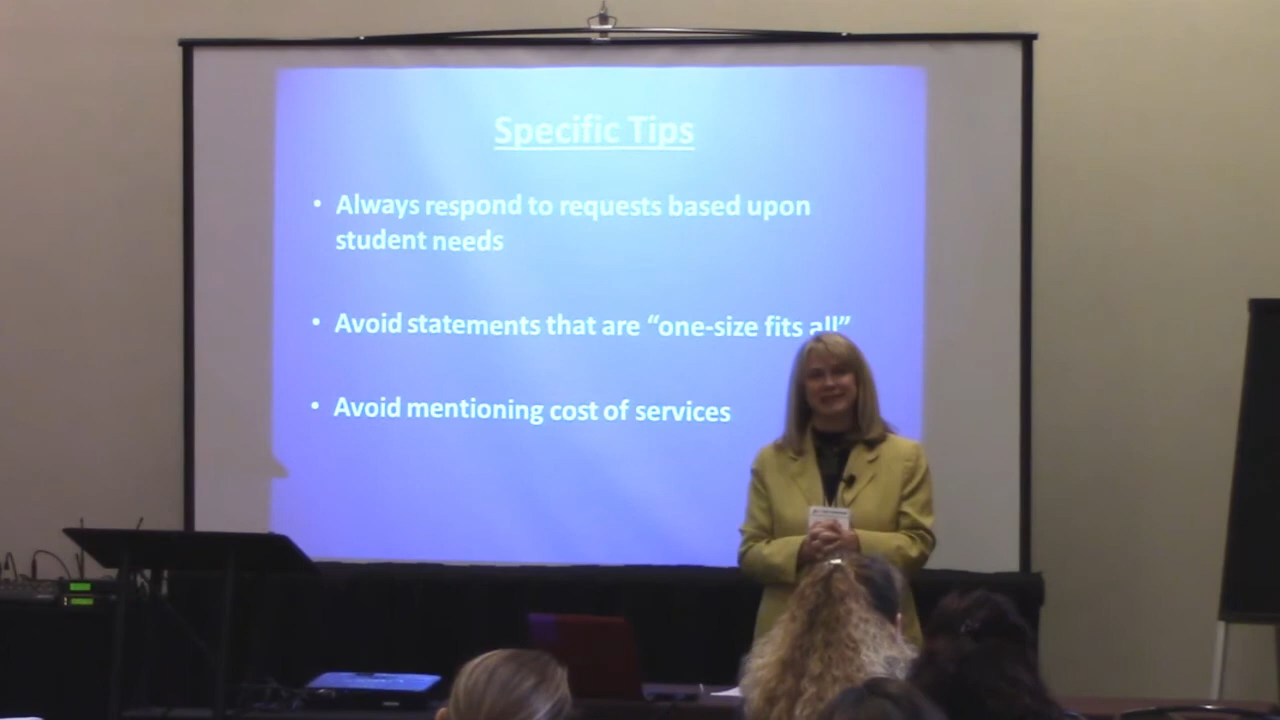 Specific Tips
• Always respond to requests based upon
student needs
• Avoid statements that are “one-size fits all”
• Avoid mentioning cost of services